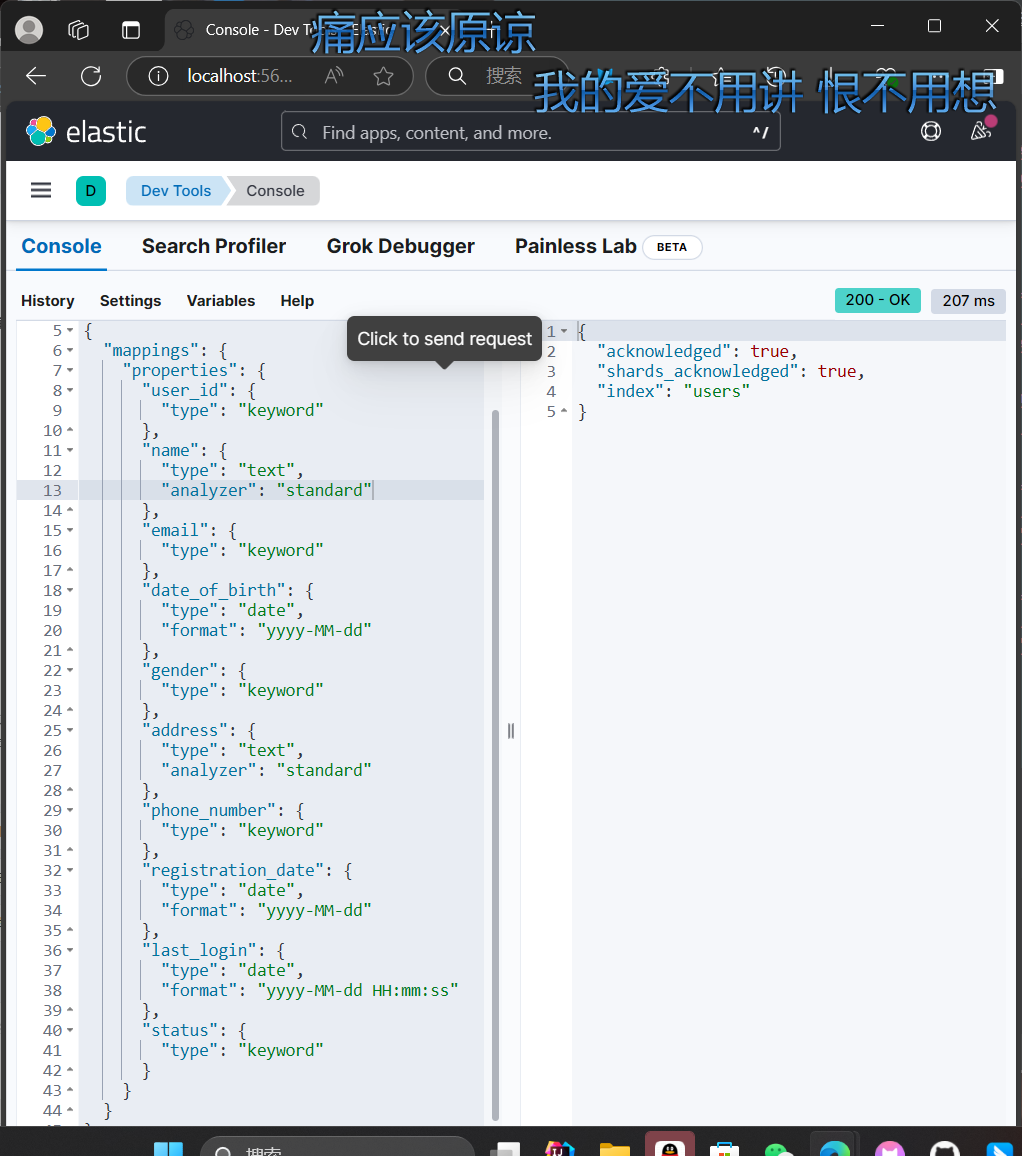 Console - Dev T
痛应该原谅
localhost:56...
搜索
我的爱不用讲 恨不用想
elastic
Find apps, content, and more.
^/
D
Dev Tools
Console
Console
Search Profiler
Grok Debugger
Painless Lab
BETA
History
Settings
Variables
Help
200 - OK
207 ms
Click to send request
5 {
6 "mappings": {
7 "properties": {
8 "user_id": {
9 "type": "keyword"
10 },
11 "name": {
12 "type": "text",
13 "analyzer": "standard"
14 },
15 "email": {
16 "type": "keyword"
17 },
18 "date_of_birth": {
19 "type": "date",
20 "format": "yyyy-MM-dd"
21 },
22 "gender": {
23 "type": "keyword"
24 },
25 "address": {
26 "type": "text",
27 "analyzer": "standard"
28 },
29 "phone_number": {
30 "type": "keyword"
31 },
32 "registration_date": {
33 "type": "date",
34 "format": "yyyy-MM-dd"
35 },
36 "last_login": {
37 "type": "date",
38 "format": "yyyy-MM-dd HH:mm:ss"
39 },
40 "status": {
41 "type": "keyword"
42 }
43 }
44 }
1 {
2 "acknowledged": true,
3 "shards_acknowledged": true,
4 "index": "users"
5 }
搜索